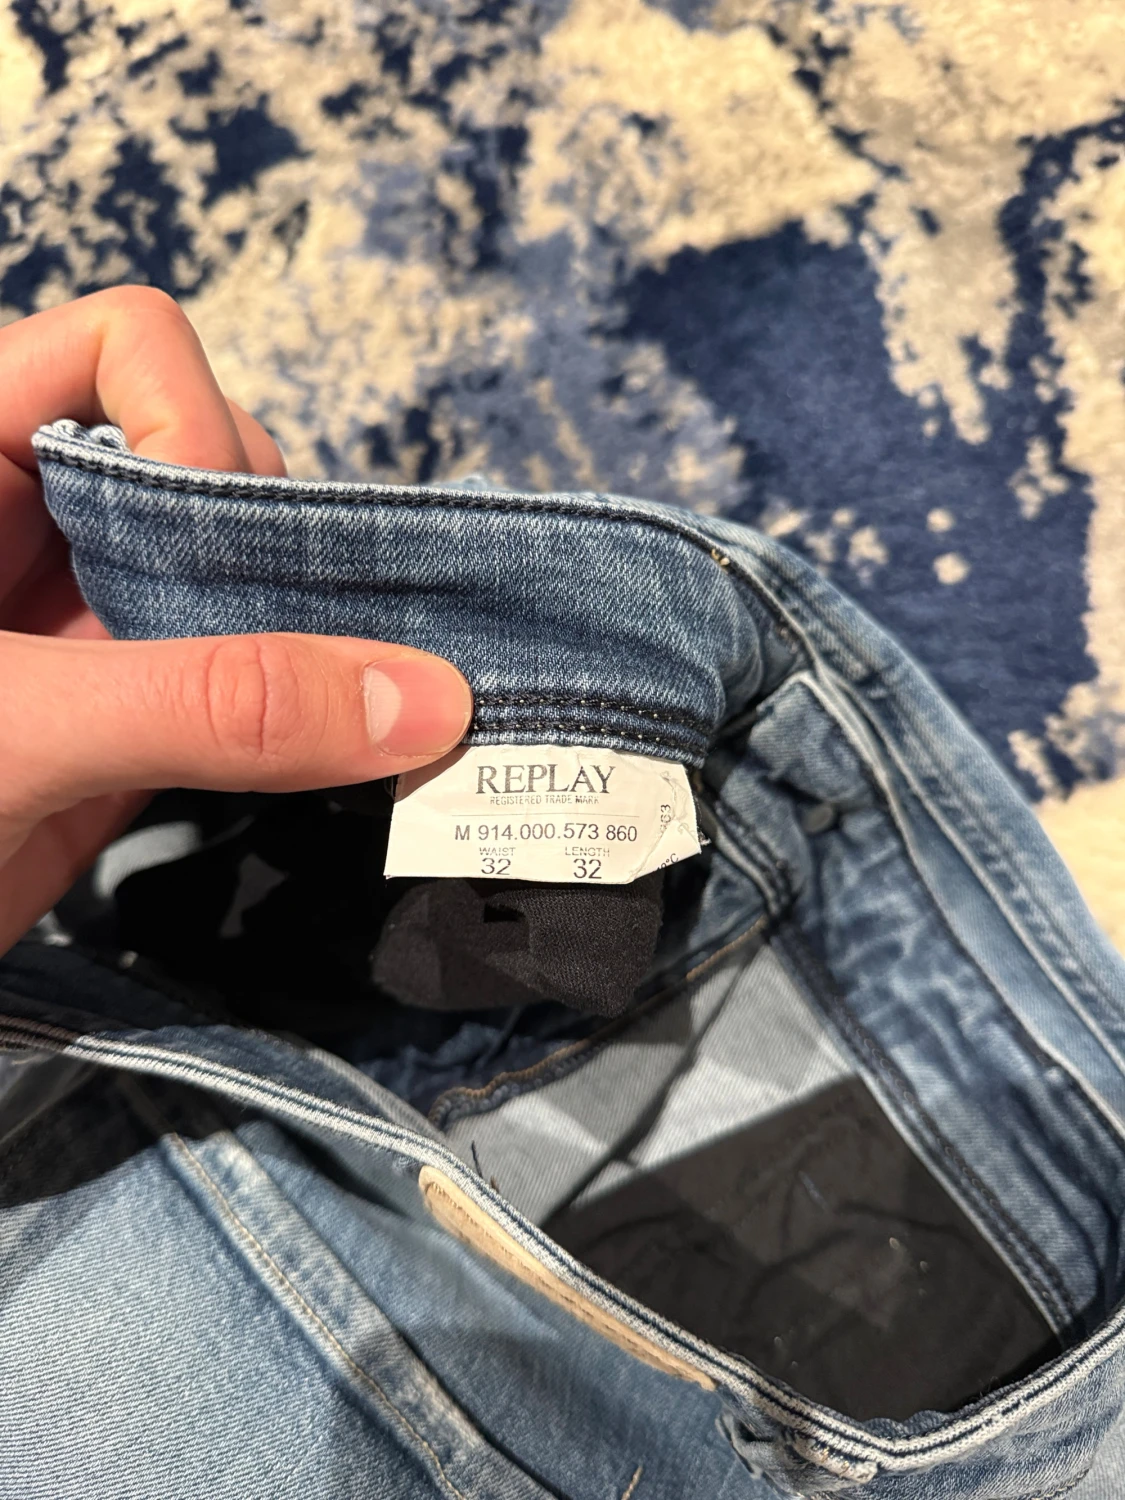 REPLAY
REGISTERED TRADE MARK
M 914.000.573 860
WAIST LENGTH
32 32